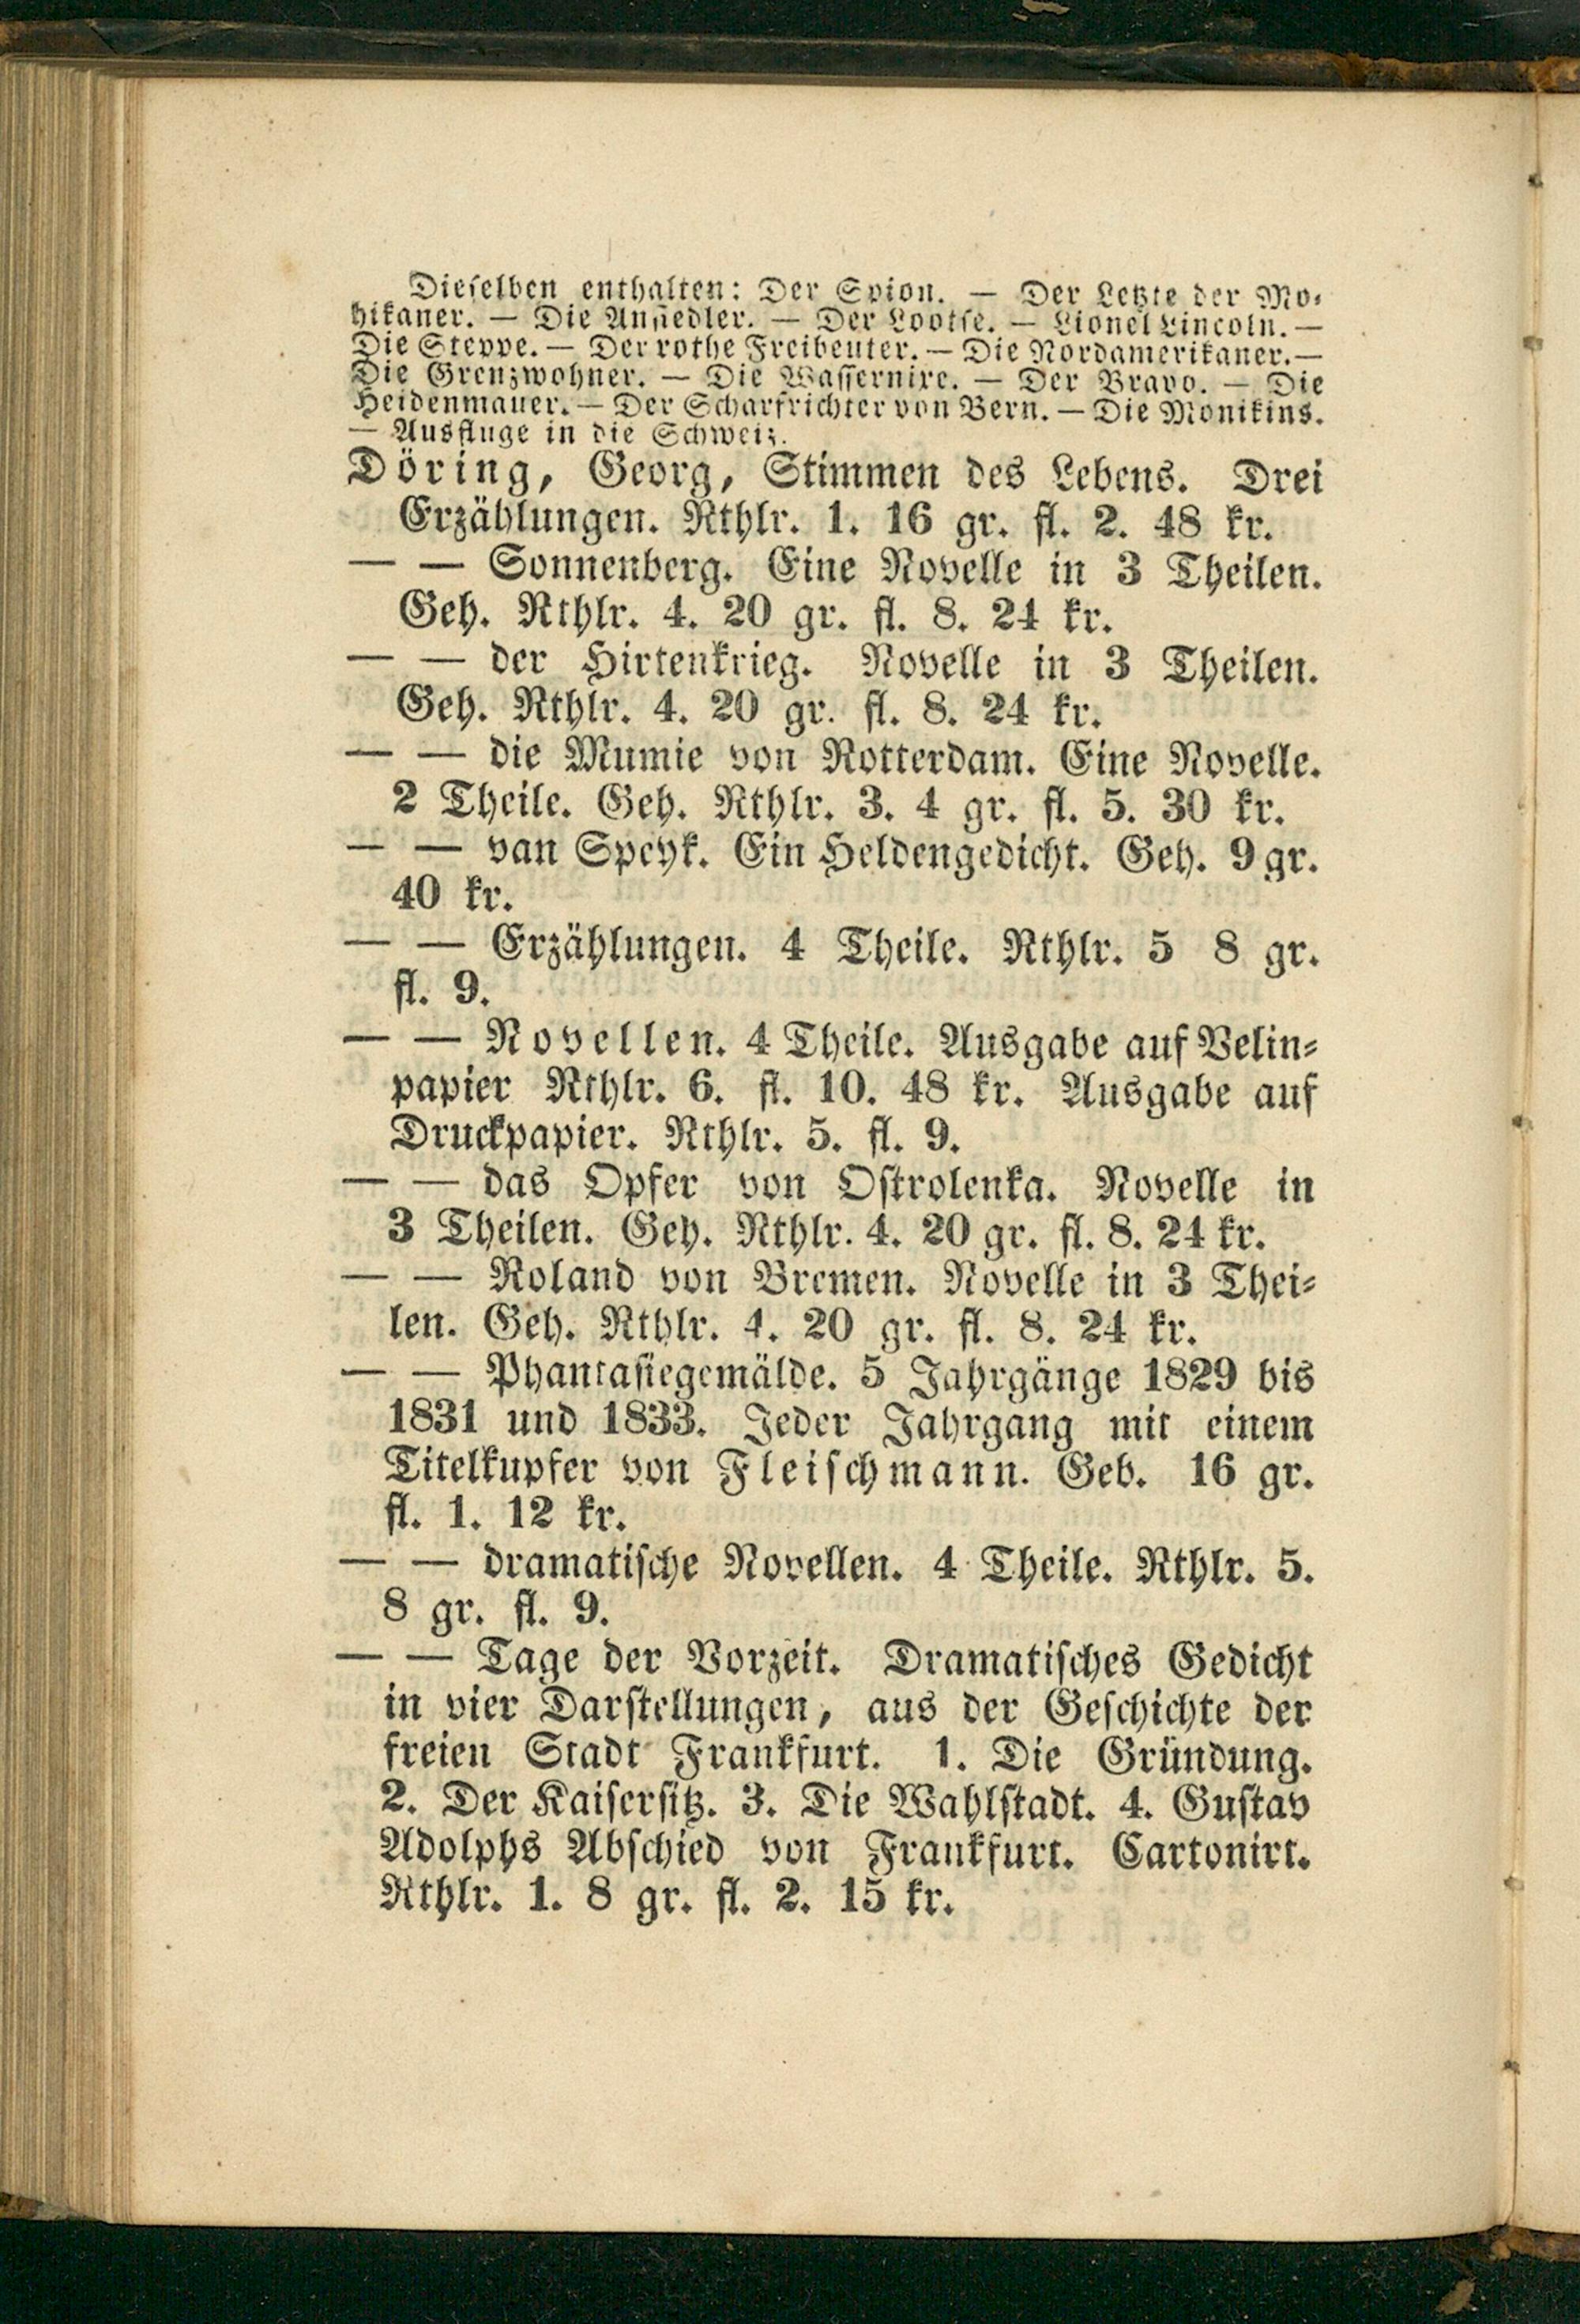 Dieselben enthalten: Der Spion. — Der Letzte der Mo-
hikaner. — Die Ansiedler. — Der Lootse. — Lionel Lincoln. —
Die Steppe. — Der rothe Freibeuter. — Die Nordamerikaner. —
Die Grenzwohner. — Die Wassernixe. — Der Bravo. — Die
Heidenmauer. — Der Scharfrichter von Bern. — Die Monikins.
— Ausfluge in die Schweiz.
Döring, Georg, Stimmen des Lebens. Drei
Erzählungen. Rthlr. 1. 16 gr. fl. 2. 48 kr.
— — Sonnenberg. Eine Novelle in 3 Theilen.
Geh. Rthlr. 4. 20 gr. fl. 8. 24 kr.
— — der Hirtenkrieg. Novelle in 3 Theilen.
Geh. Rthlr. 4. 20 gr. fl. 8. 24 kr.
— — die Mumie von Rotterdam. Eine Novelle.
2 Theile. Geh. Rthlr. 3. 4 gr. fl. 5. 30 kr.
— — van Speyk. Ein Heldengedicht. Geh. 9 gr.
40 kr.
— — Erzählungen. 4 Theile. Rthlr. 5 8 gr.
fl. 9.
— — Novellen. 4 Theile. Ausgabe auf Velin-
papier Rthlr. 6. fl. 10. 48 kr. Ausgabe auf
Druckpapier. Rthlr. 5. fl. 9.
— — das Opfer von Ostrolenka. Novelle in
3 Theilen. Geh. Rthlr. 4. 20 gr. fl. 8. 24 kr.
— — Roland von Bremen. Novelle in 3 Thei-
len. Geh. Rthlr. 4. 20 gr. fl. 8. 24 kr.
— — Phantasiegemälde. 5 Jahrgänge 1829 bis
1831 und 1833. Jeder Jahrgang mit einem
Titelkupfer von Fleischmann. Geb. 16 gr.
fl. 1. 12 kr.
— — dramatische Novellen. 4 Theile. Rthlr. 5.
8 gr. fl. 9.
— — Tage der Vorzeit. Dramatisches Gedicht
in vier Darstellungen, aus der Geschichte der
freien Stadt Frankfurt. 1. Die Gründung.
2. Der Kaisersitz. 3. Die Wahlstadt. 4. Gustav
Adolphs Abschied von Frankfurt. Cartonirt.
Rthlr. 1. 8 gr. fl. 2. 15 kr.